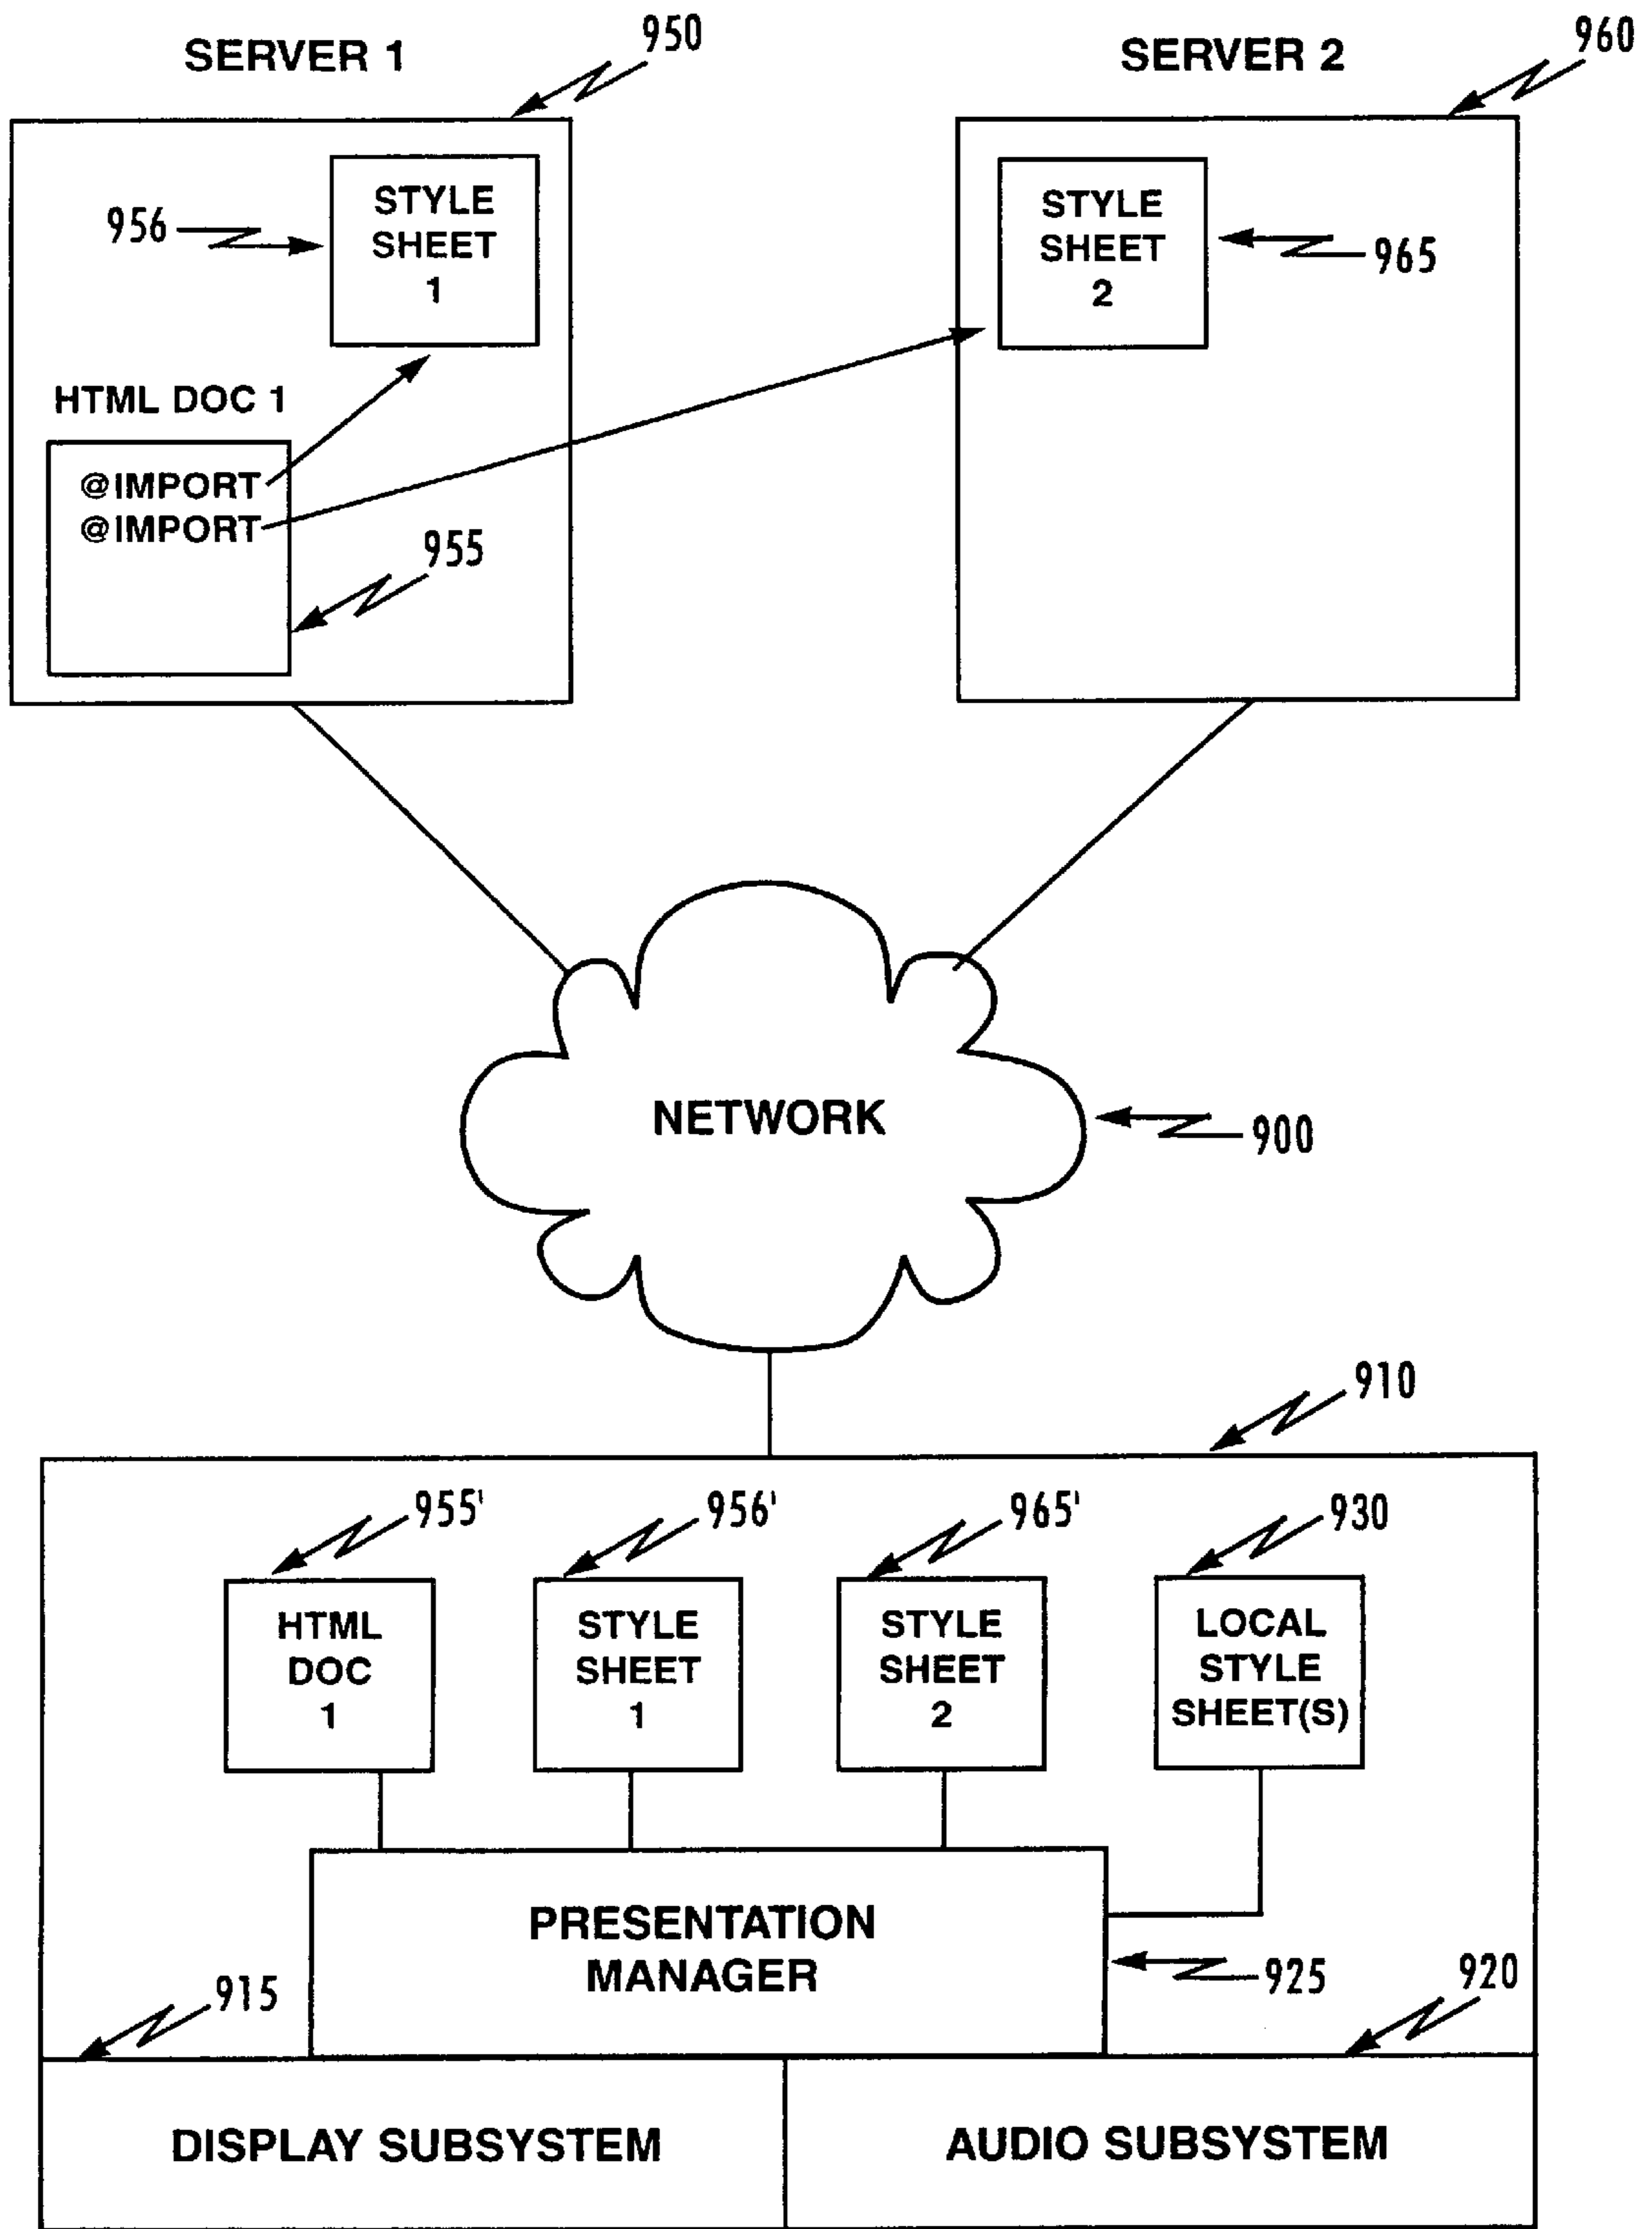 SERVER 1
950
SERVER 2
960
956
STYLE
SHEET
1
STYLE
SHEET
2
965
HTML DOC 1
@IMPORT
@IMPORT
955
NETWORK
900
910
955'
956'
965'
930
HTML
DOC
1
STYLE
SHEET
1
STYLE
SHEET
2
LOCAL
STYLE
SHEET(S)
PRESENTATION
MANAGER
925
915
920
DISPLAY SUBSYSTEM
AUDIO SUBSYSTEM